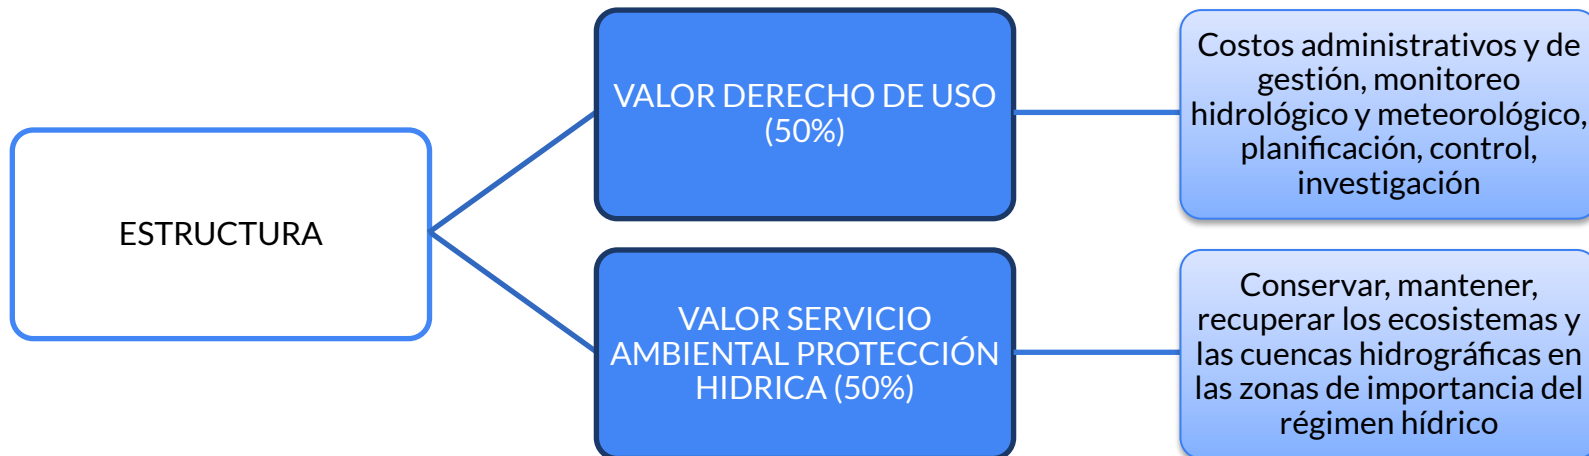 ESTRUCTURA
VALOR DERECHO DE USO
(50%)
Costos administrativos y de
gestión, monitoreo
hidrológico y meteorológico,
planificación, control,
investigación
VALOR SERVICIO
AMBIENTAL PROTECCIÓN
HIDRICA (50%)
Conservar, mantener,
recuperar los ecosistemas y
las cuencas hidrográficas en
las zonas de importancia del
régimen hídrico